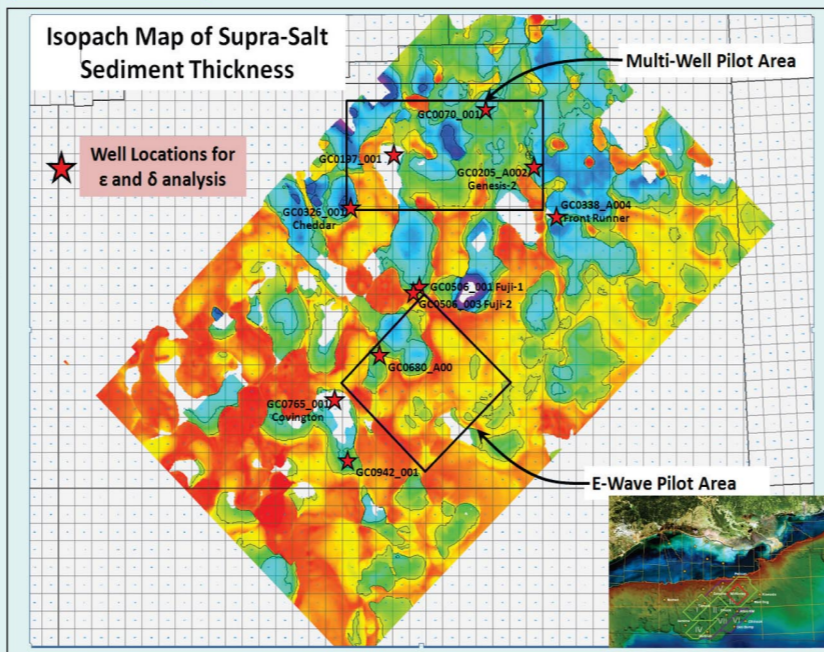 Isopach Map of Supra-Salt
Sediment Thickness
Multi-Well Pilot Area
Well Locations for
ε and δ analysis
GC0070_001
GC0197_001
GC0205_A002
Genesis-2
GC0326_001
Cheddar
GC0338_A004
Front Runner
GC0506_001 Fuji-1
GC0506_003 Fuji-2
GC0680_A00
GC0765_001
Covington
GC0942_001
E-Wave Pilot Area